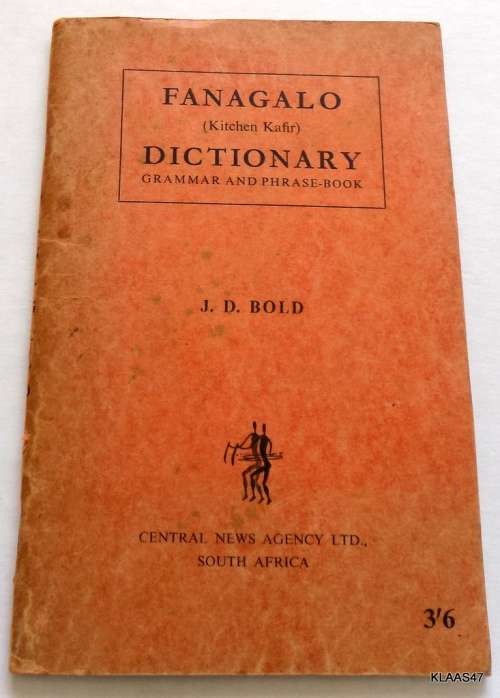 FANAGALO
(Kitchen Kafir)
DICTIONARY
GRAMMAR AND PHRASE-BOOK
J. D. BOLD
CENTRAL NEWS AGENCY LTD.,
SOUTH AFRICA
3'6
KLAAS47